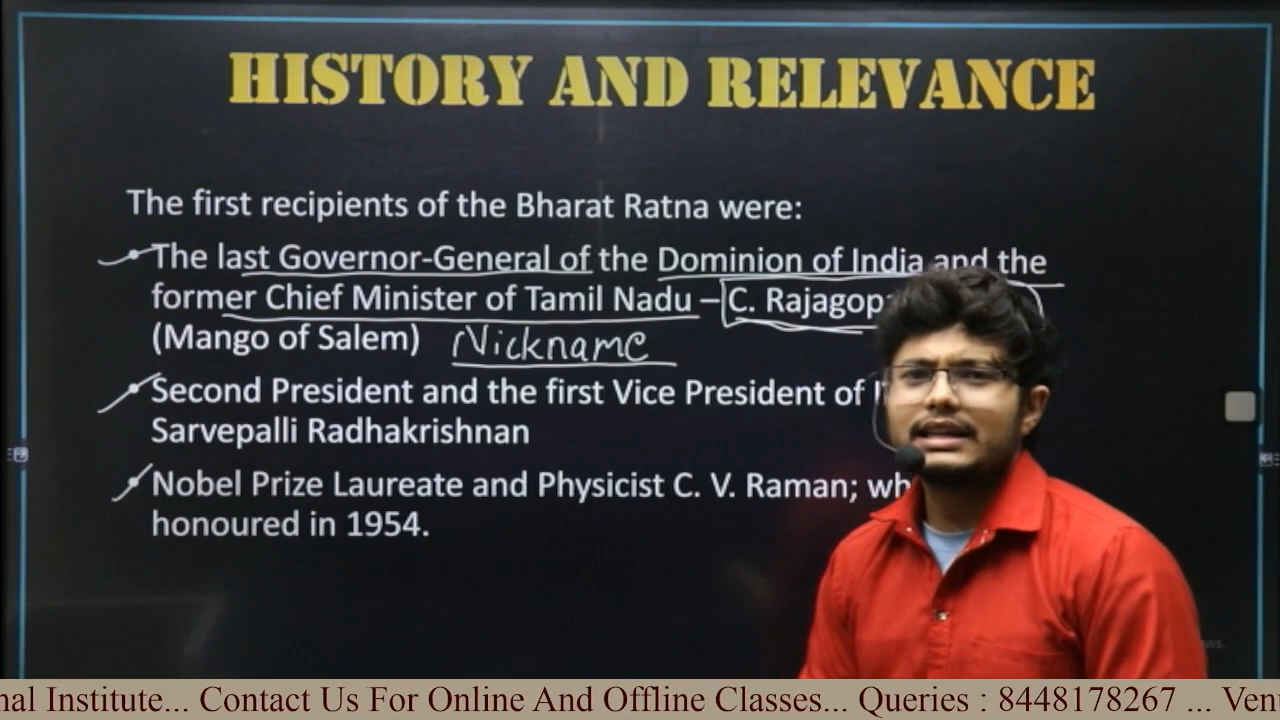 HISTORY AND RELEVANCE
The first recipients of the Bharat Ratna were:
The last Governor-General of the Dominion of India and the
former Chief Minister of Tamil Nadu – C. Rajagop
(Mango of Salem) Nickname
Second President and the first Vice President of
Sarvepalli Radhakrishnan
Nobel Prize Laureate and Physicist C. V. Raman;
honoured in 1954.
nal Institute... Contact Us For Online And Offline Classes... Queries : 8448178267 ... Ven